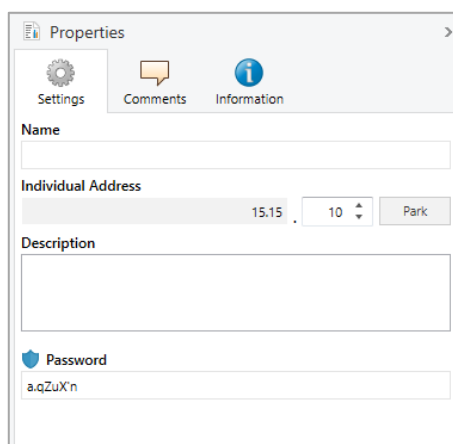 Properties
Settings Comments Information
Name
Individual Address
15.15 . 10 Park
Description
Password
a.qZuX'n